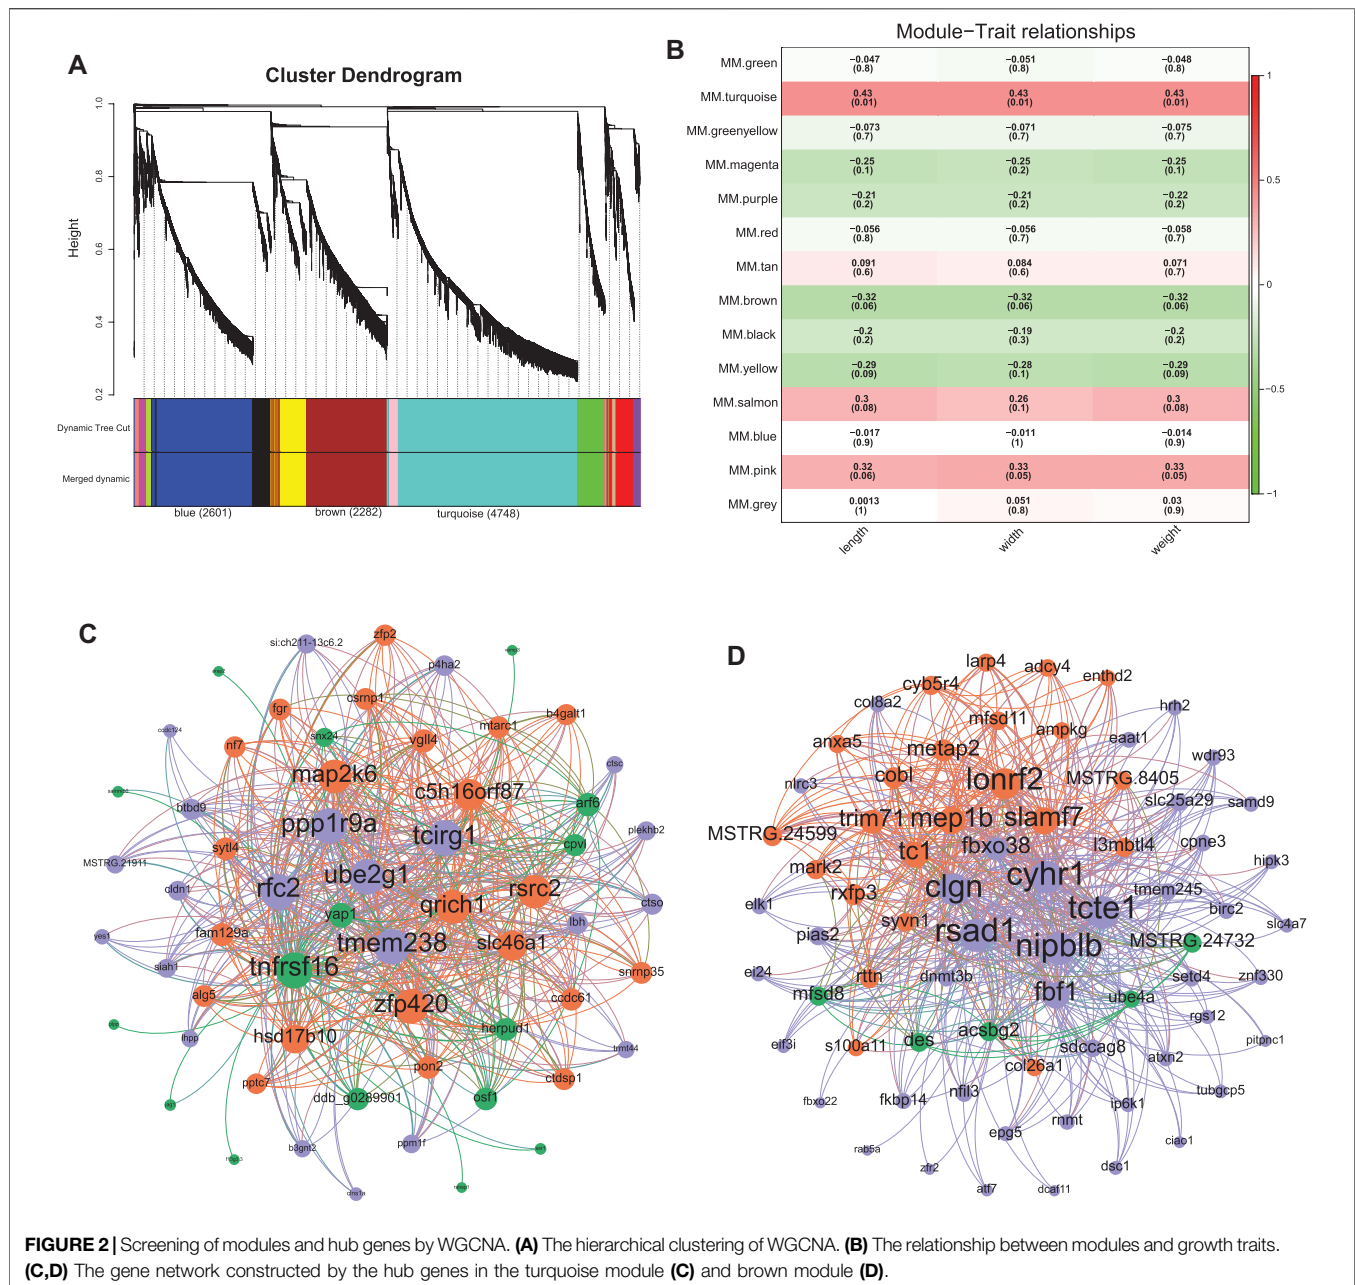 A
Cluster Dendrogram
Height
1.0
0.8
0.6
0.4
0.2
Dynamic Tree Cut
Merged dynamic
blue (2601)
brown (2282)
turquoise (4748)
B
Module−Trait relationships
MM.green
−0.047
(0.8)
−0.051
(0.8)
−0.048
(0.8)
MM.turquoise
0.43
(0.01)
0.43
(0.01)
0.43
(0.01)
MM.greenyellow
−0.073
(0.7)
−0.071
(0.7)
−0.075
(0.7)
MM.magenta
−0.25
(0.1)
−0.25
(0.2)
−0.25
(0.1)
MM.purple
−0.21
(0.2)
−0.21
(0.2)
−0.22
(0.2)
MM.red
−0.056
(0.8)
−0.056
(0.7)
−0.058
(0.7)
MM.tan
0.091
(0.6)
0.084
(0.6)
0.071
(0.7)
MM.brown
−0.32
(0.06)
−0.32
(0.06)
−0.32
(0.06)
MM.black
−0.2
(0.2)
−0.19
(0.3)
−0.2
(0.2)
MM.yellow
−0.29
(0.09)
−0.28
(0.1)
−0.29
(0.09)
MM.salmon
0.3
(0.08)
0.26
(0.1)
0.3
(0.08)
MM.blue
−0.017
(0.9)
−0.011
(1)
−0.014
(0.9)
MM.pink
0.32
(0.06)
0.33
(0.05)
0.33
(0.05)
MM.grey
0.0013
(1)
0.051
(0.8)
0.03
(0.9)
length
width
weight
1
0.5
0
−0.5
−1
C
si:ch211-13c6.2
zfp2
p4ha2
csrnp1
fgr
mtarc1
b4galt1
snx24
vgll4
nf7
ccdc124
ctsc
map2k6
c5h16orf87
arf6
btbd9
ppp1r9a
tcirg1
plekhb2
cpvl
sytl4
MSTRG.21911
ube2g1
cldn1
rfc2
rsrc2
qrich1
ctso
yap1
lbh
yes1
fam129a
tmem238
slc46a1
siah1
tnfrsf16
snrnp35
alg5
zfp420
ccdc61
herpud1
lhpp
hsd17b10
trmt44
pon2
pptc7
ctdsp1
ddb_g0289901
osf1
b3gnt2
ppm1f
D
larp4
adcy4
cyb5r4
enthd2
col8a2
hrh2
mfsd11
ampkg
anxa5
eaat1
metap2
wdr93
nlrc3
cobl
lonrf2
MSTRG.8405
slc25a29
samd9
trim71
mep1b
slamf7
MSTRG.24599
tc1
fbxo38
l3mbtl4
cpne3
hipk3
mark2
rxfp3
clgn
cyhr1
tmem245
elk1
tcte1
birc2
slc4a7
syvn1
pias2
rsad1
nipblb
MSTRG.24732
ei24
rttn
dnmt3b
setd4
znf330
mfsd8
fbf1
ube4a
rgs12
acsbg2
des
eif3i
s100a11
sdccag8
pitpnc1
atxn2
col26a1
tubgcp5
fbxo22
fkbp14
nfil3
ip6k1
rnmt
epg5
ciao1
rab5a
zfr2
dsc1
atf7
dcaf11
FIGURE 2 | Screening of modules and hub genes by WGCNA. (A) The hierarchical clustering of WGCNA. (B) The relationship between modules and growth traits.
(C,D) The gene network constructed by the hub genes in the turquoise module (C) and brown module (D).